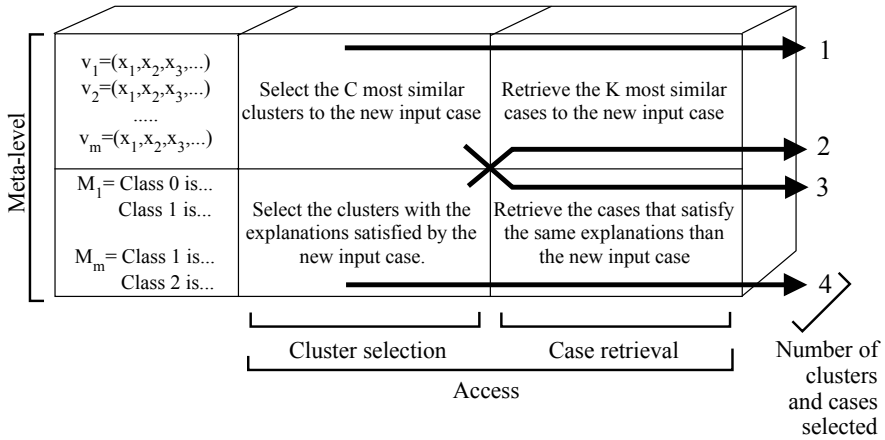 Meta-level
v1=(x1,x2,x3,...)
v2=(x1,x2,x3,...)
.....
vm=(x1,x2,x3,...)
Select the C most similar
clusters to the new input case
Retrieve the K most similar
cases to the new input case
1
2
3
4
M1= Class 0 is...
Class 1 is...
Mm= Class 1 is...
Class 2 is...
Select the clusters with the
explanations satisfied by the
new input case.
Retrieve the cases that satisfy
the same explanations than
the new input case
Cluster selection
Case retrieval
Access
Number of
clusters
and cases
selected